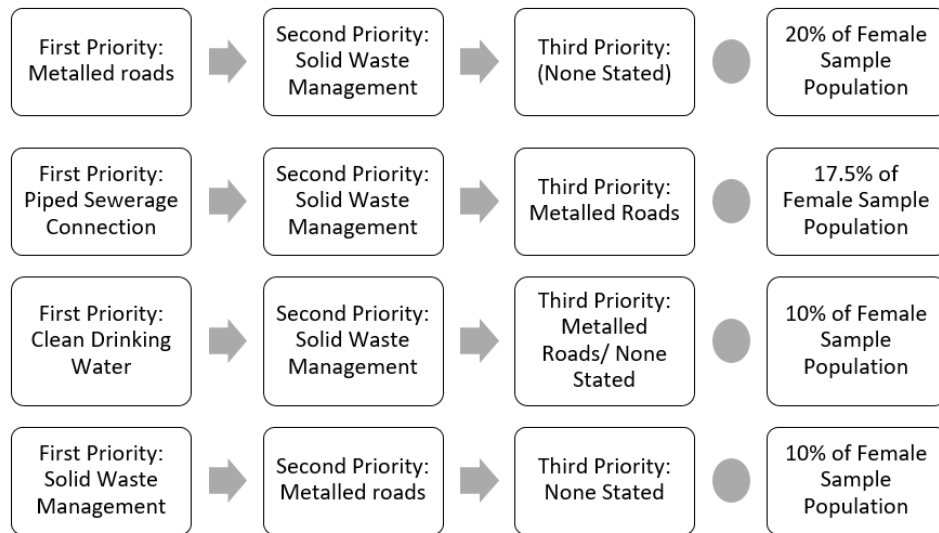 First Priority:
Metalled roads
Second Priority:
Solid Waste
Management
Third Priority:
(None Stated)
20% of Female
Sample
Population
First Priority:
Piped Sewerage
Connection
Second Priority:
Solid Waste
Management
Third Priority:
Metalled Roads
17.5% of
Female Sample
Population
First Priority:
Clean Drinking
Water
Second Priority:
Solid Waste
Management
Third Priority:
Metalled
Roads/ None
Stated
10% of Female
Sample
Population
First Priority:
Solid Waste
Management
Second Priority:
Metalled roads
Third Priority:
None Stated
10% of Female
Sample
Population